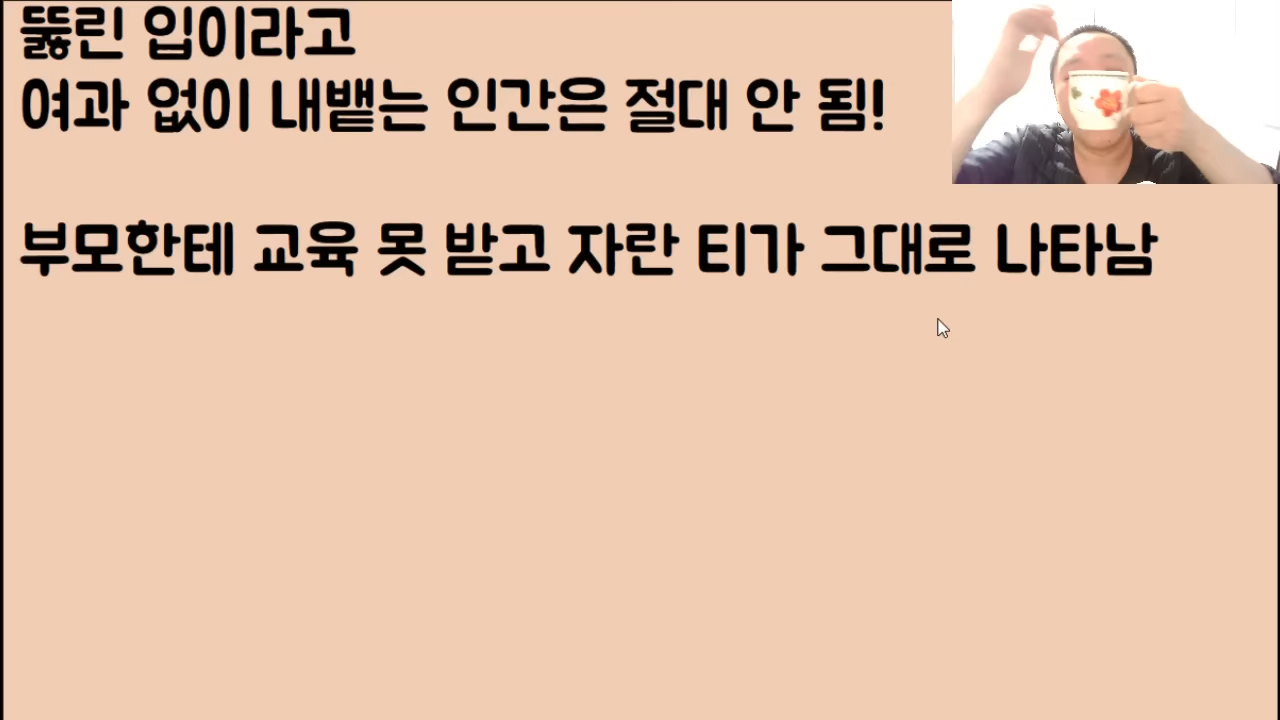 뚫린 입이라고
여과 없이 내뱉는 인간은 절대 안 됨!
부모한테 교육 못 받고 자란 티가 그대로 나타남